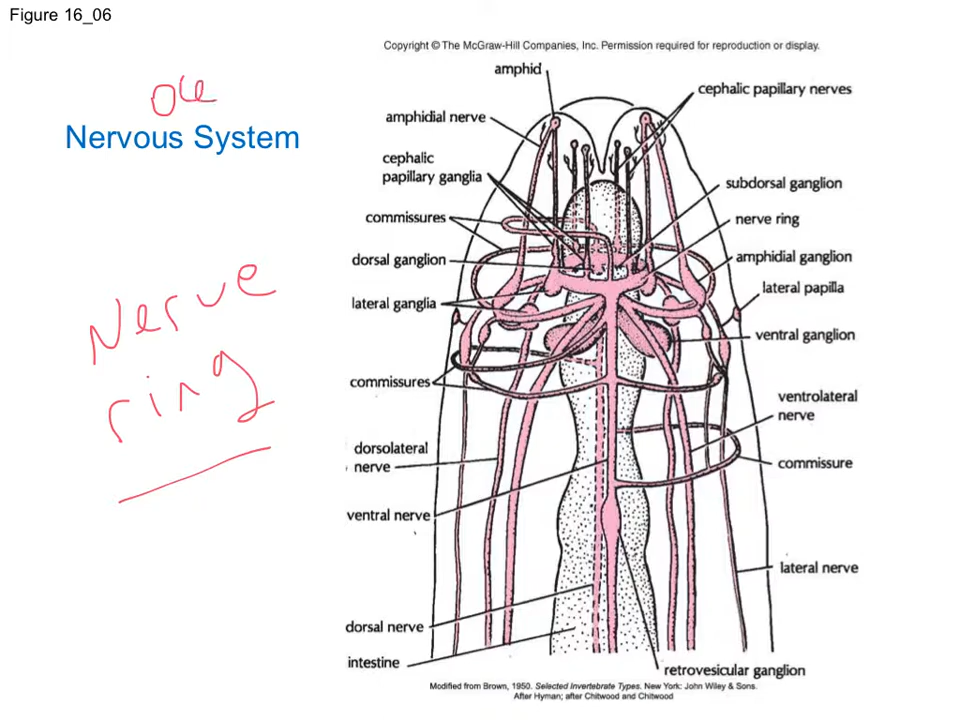 Figure 16_06
Copyright © The McGraw-Hill Companies, Inc. Permission required for reproduction or display.
Nervous System
Nerve
ring
amphid
cephalic papillary nerves
amphidial nerve
cephalic
papillary ganglia
subdorsal ganglion
commissures
nerve ring
dorsal ganglion
amphidial ganglion
lateral ganglia
lateral papilla
ventral ganglion
commissures
ventrolateral
nerve
dorsolateral
nerve
commissure
ventral nerve
lateral nerve
dorsal nerve
intestine
retrovesicular ganglion
Modified from Brown, 1950. Selected Invertebrate Types. New York: John Wiley & Sons.
After Hyman; after Chitwood and Chitwood